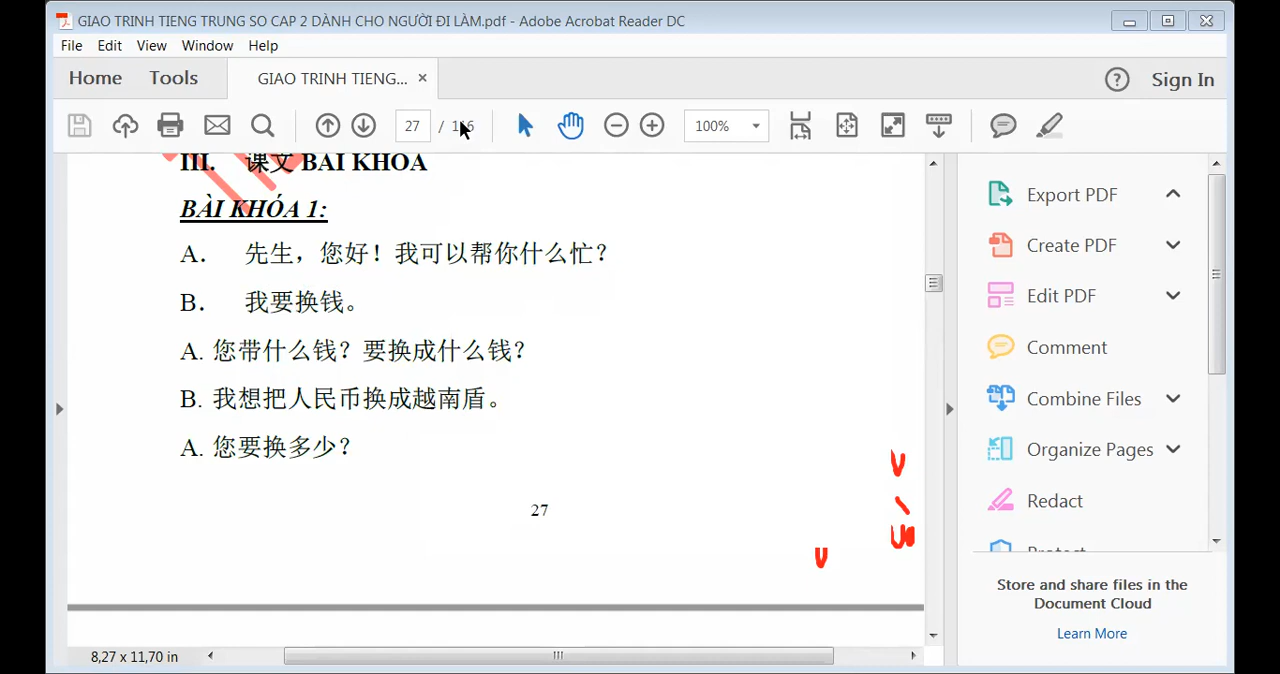 GIAO TRINH TIENG TRUNG SO CAP 2 DÀNH CHO NGƯỜI ĐI LÀM.pdf - Adobe Acrobat Reader DC
File Edit View Window Help
Home Tools GIAO TRINH TIENG... × Sign In
27 / 116 100%
III. 课文 BÀI KHÓA
BÀI KHÓA 1:
A. 先生，您好！我可以帮你什么忙？
B. 我要换钱。
A. 您带什么钱？要换成什么钱？
B. 我想把人民币换成越南盾。
A. 您要换多少？
27
8,27 x 11,70 in
Export PDF
Create PDF
Edit PDF
Comment
Combine Files
Organize Pages
Redact
Protect
Store and share files in the
Document Cloud
Learn More